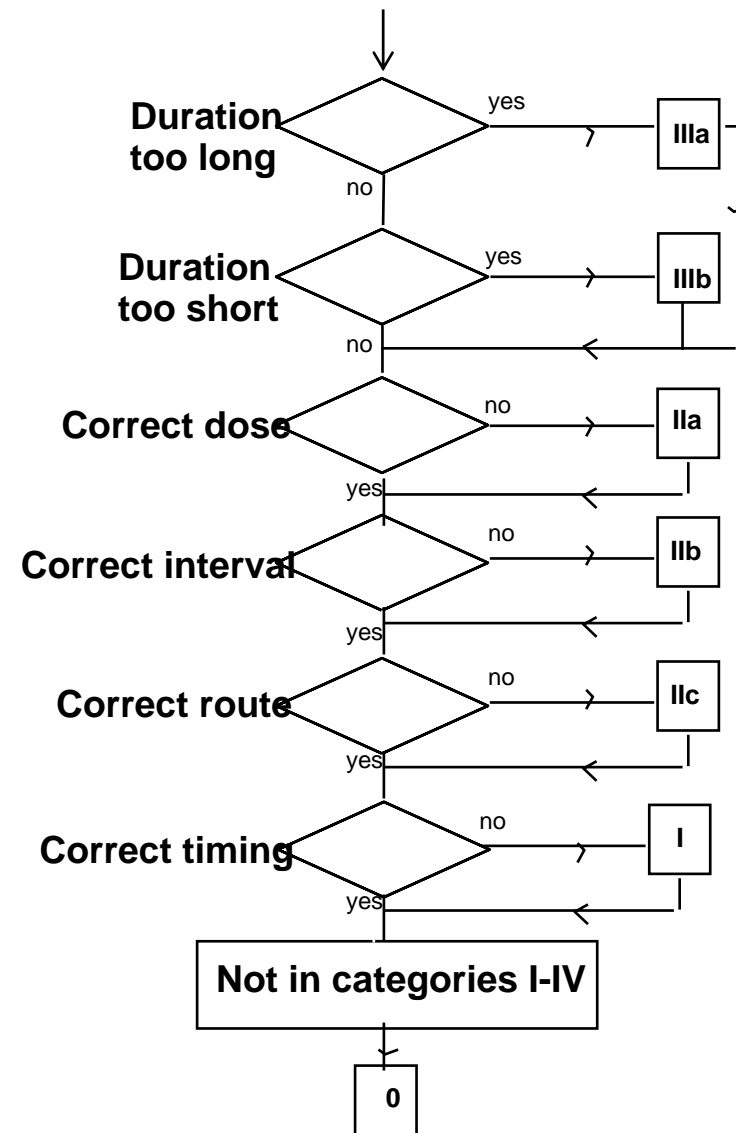 yes
Duration
too long
IIIa
no
yes
Duration
too short
IIIb
no
no
Correct dose
IIa
yes
no
Correct interval
IIb
yes
no
Correct route
IIc
yes
no
Correct timing
I
yes
Not in categories I-IV
0